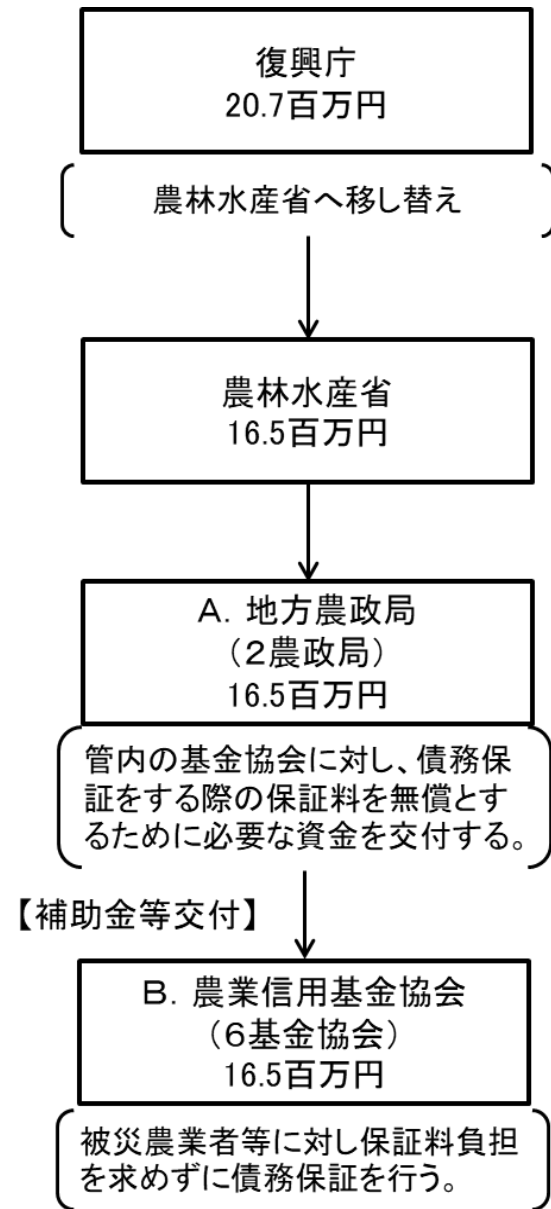 復興庁
20.7百万円
農林水産省へ移し替え
農林水産省
16.5百万円
A. 地方農政局
(2農政局)
16.5百万円
管内の基金協会に対し、債務保
証をする際の保証料を無償とす
るために必要な資金を交付する。
【補助金等交付】
B. 農業信用基金協会
(6基金協会)
16.5百万円
被災農業者等に対し保証料負担
を求めずに債務保証を行う。